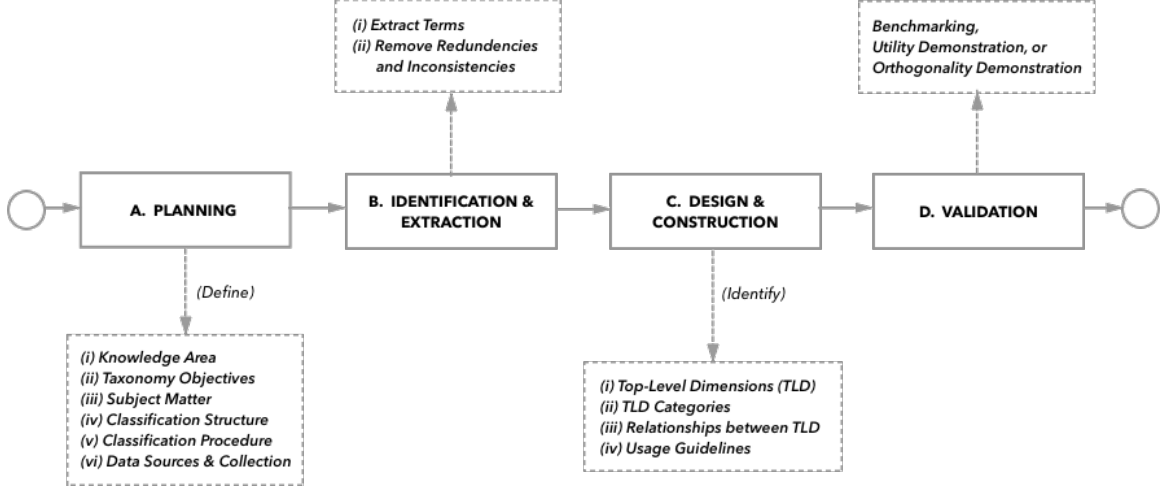 (i) Extract Terms
(ii) Remove Redundencies
and Inconsistencies
Benchmarking,
Utility Demonstration, or
Orthogonality Demonstration
A. PLANNING
B. IDENTIFICATION &
EXTRACTION
C. DESIGN &
CONSTRUCTION
D. VALIDATION
(Define)
(Identify)
(i) Knowledge Area
(ii) Taxonomy Objectives
(iii) Subject Matter
(iv) Classification Structure
(v) Classification Procedure
(vi) Data Sources & Collection
(i) Top-Level Dimensions (TLD)
(ii) TLD Categories
(iii) Relationships between TLD
(iv) Usage Guidelines